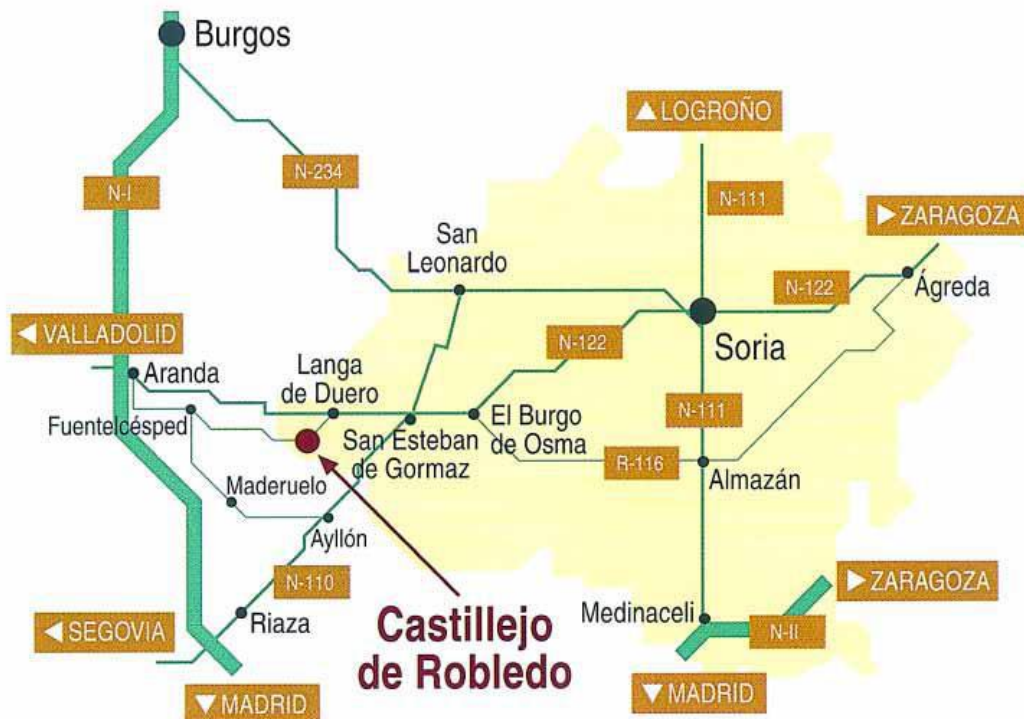 Burgos
▲ LOGROÑO
N-234
N-I
N-111
▶ ZARAGOZA
San
Leonardo
N-122
Ágreda
◀ VALLADOLID
Soria
N-122
Langa
de Duero
Aranda
N-111
El Burgo
de Osma
Fuentelcésped
San Esteban
de Gormaz
R-116
Almazán
Maderuelo
Ayllón
N-110
▶ ZARAGOZA
Castillejo
de Robledo
Medinaceli
Riaza
◀ SEGOVIA
N-II
▼ MADRID
▼ MADRID